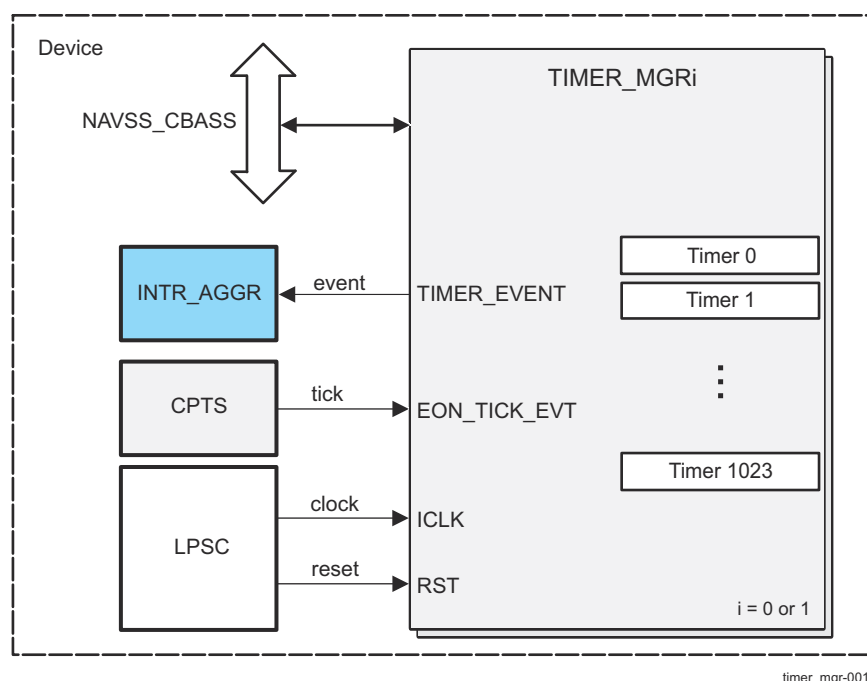 Device
TIMER_MGRi
NAVSS_CBASS
Timer 0
INTR_AGGR
event
TIMER_EVENT
Timer 1
CPTS
tick
EON_TICK_EVT
Timer 1023
LPSC
clock
ICLK
reset
RST
i = 0 or 1
timer_mgr-001